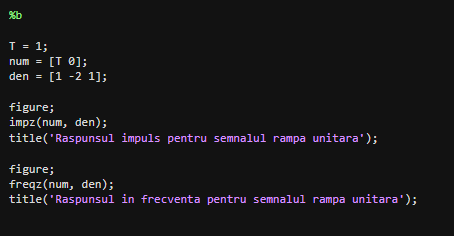 %b
T = 1;
num = [T 0];
den = [1 -2 1];
figure;
impz(num, den);
title('Raspunsul impuls pentru semnalul rampa unitara');
figure;
freqz(num, den);
title('Raspunsul in frecventa pentru semnalul rampa unitara');